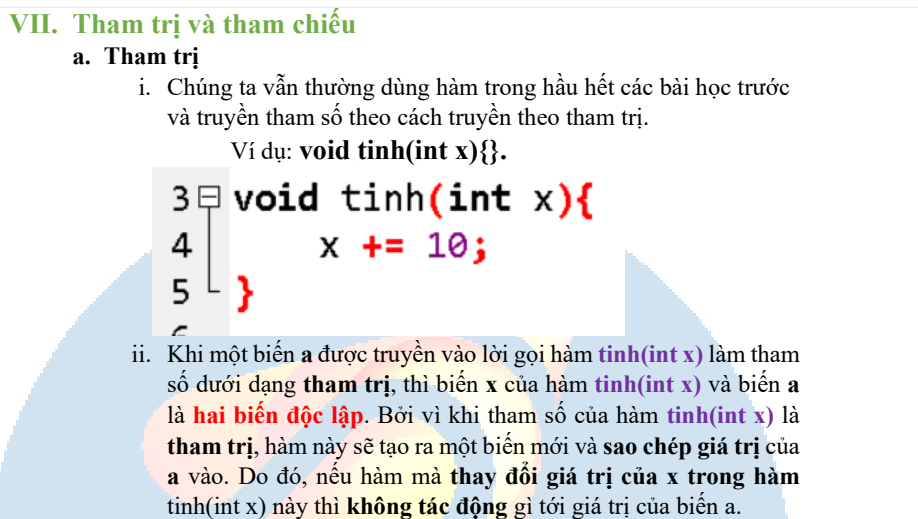 VII. Tham trị và tham chiếu
a. Tham trị
i. Chúng ta vẫn thường dùng hàm trong hầu hết các bài học trước
và truyền tham số theo cách truyền theo tham trị.
Ví dụ: void tinh(int x){}.
3 void tinh(int x){
4 x += 10;
5 }
ii. Khi một biến a được truyền vào lời gọi hàm tinh(int x) làm tham
số dưới dạng tham trị, thì biến x của hàm tinh(int x) và biến a
là hai biến độc lập. Bởi vì khi tham số của hàm tinh(int x) là
tham trị, hàm này sẽ tạo ra một biến mới và sao chép giá trị của
a vào. Do đó, nếu hàm mà thay đổi giá trị của x trong hàm
tinh(int x) này thì không tác động gì tới giá trị của biến a.